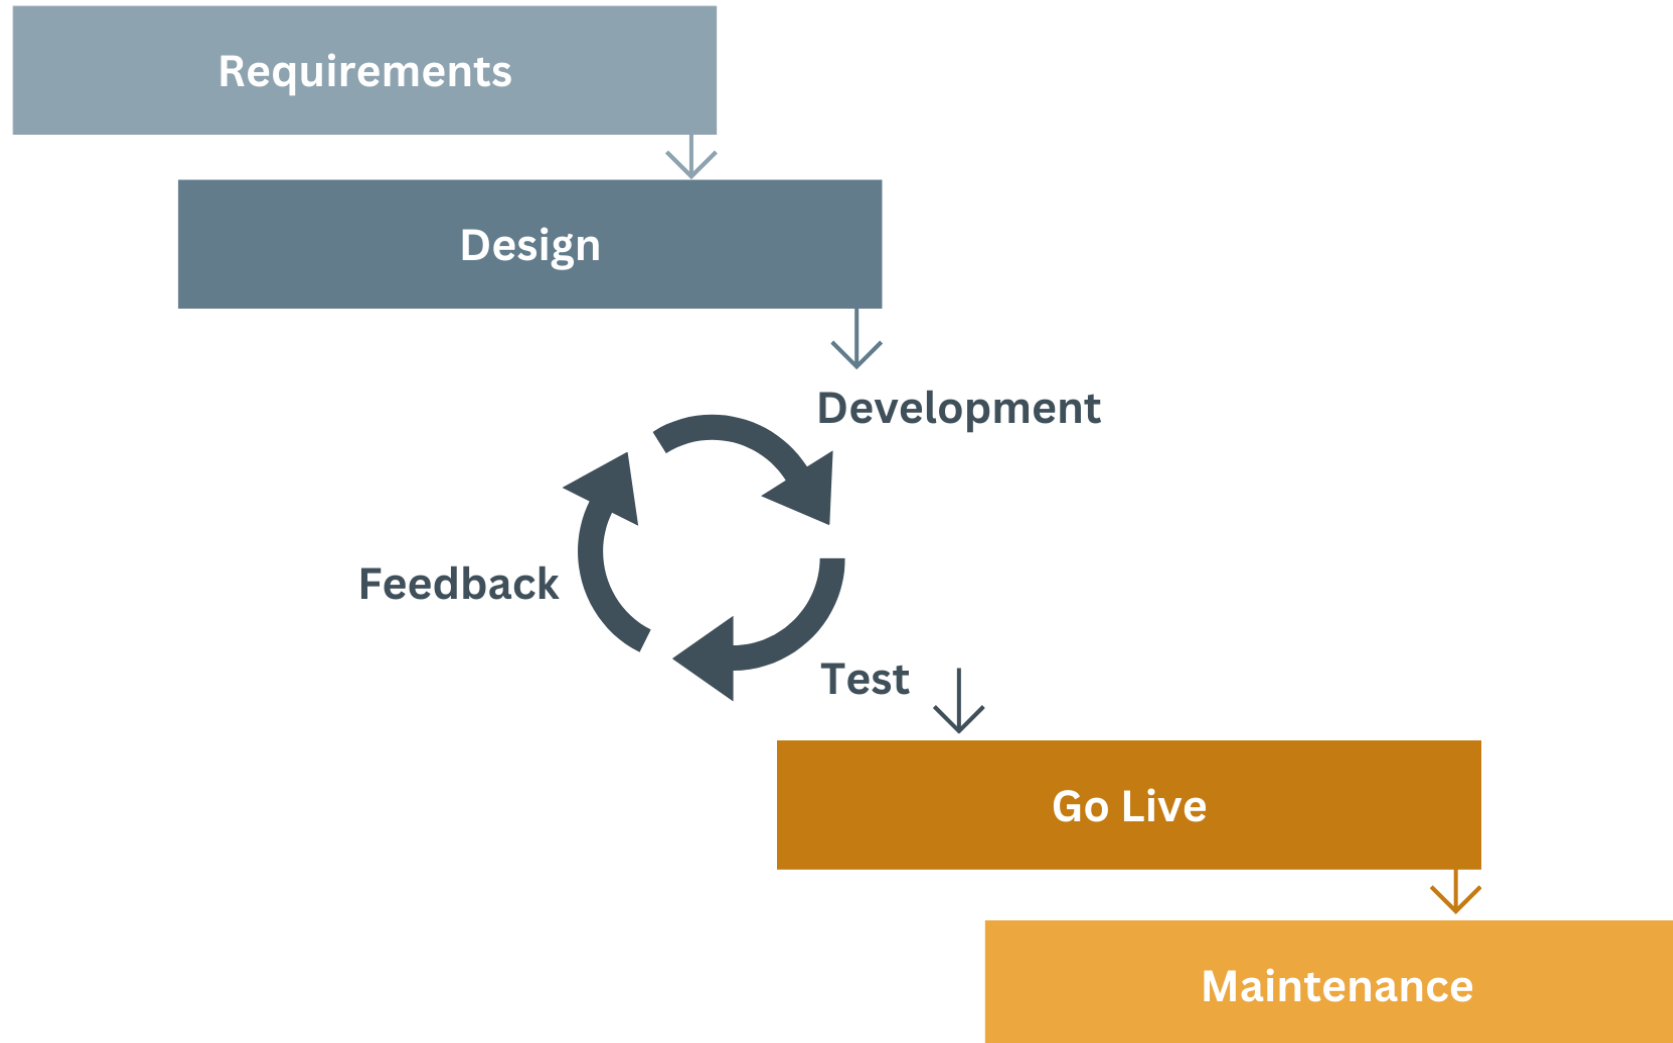 Requirements
Design
Development
Feedback
Test
Go Live
Maintenance